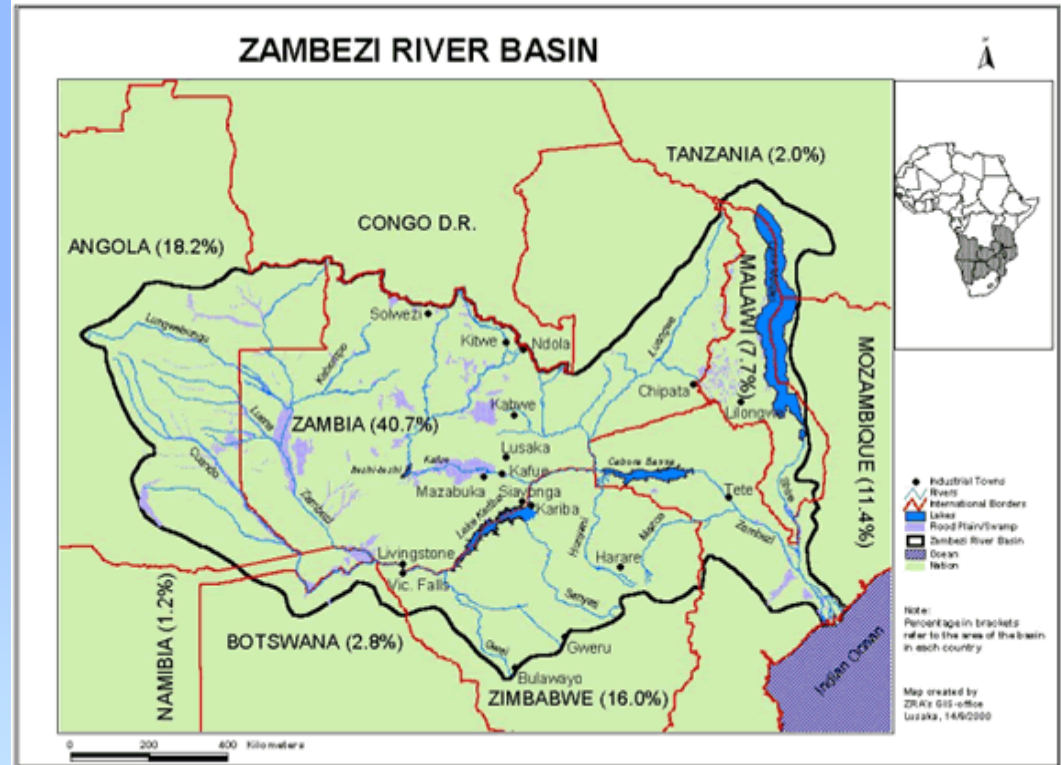 ZAMBEZI RIVER BASIN
TANZANIA (2.0%)
CONGO D.R.
ANGOLA (18.2%)
MALAWI (7.7%)
MOZAMBIQUE (11.4%)
Lungwebungu
Solwezi
Kitwe
Ndola
Kabompo
Luangwa
Chipata
Lilongwe
Kabwe
ZAMBIA (40.7%)
Luena
Lusaka
Kafue
Kafue
Itezhi-tezhi
Cabora Bassa
Cuando
Mazabuka
Siavonga
Kariba
Lake Kariba
Tete
Shire
Zambezi
Zambezi
Hunyani
Mazoe
Livingstone
Vic. Falls
Harare
Sanyati
NAMIBIA (1.2%)
BOTSWANA (2.8%)
Gwai
Gweru
Bulawayo
ZIMBABWE (16.0%)
Indian Ocean
Industrial Towns
Rivers
International Borders
Lakes
Flood Plain/Swamp
Zambezi River Basin
Ocean
Nation
Note:
Percentage in brackets
refer to the area of the basin
in each country
Map created by
ZRA's GIS-office
Lusaka, 14/9/2000
0 200 400 Kilometers